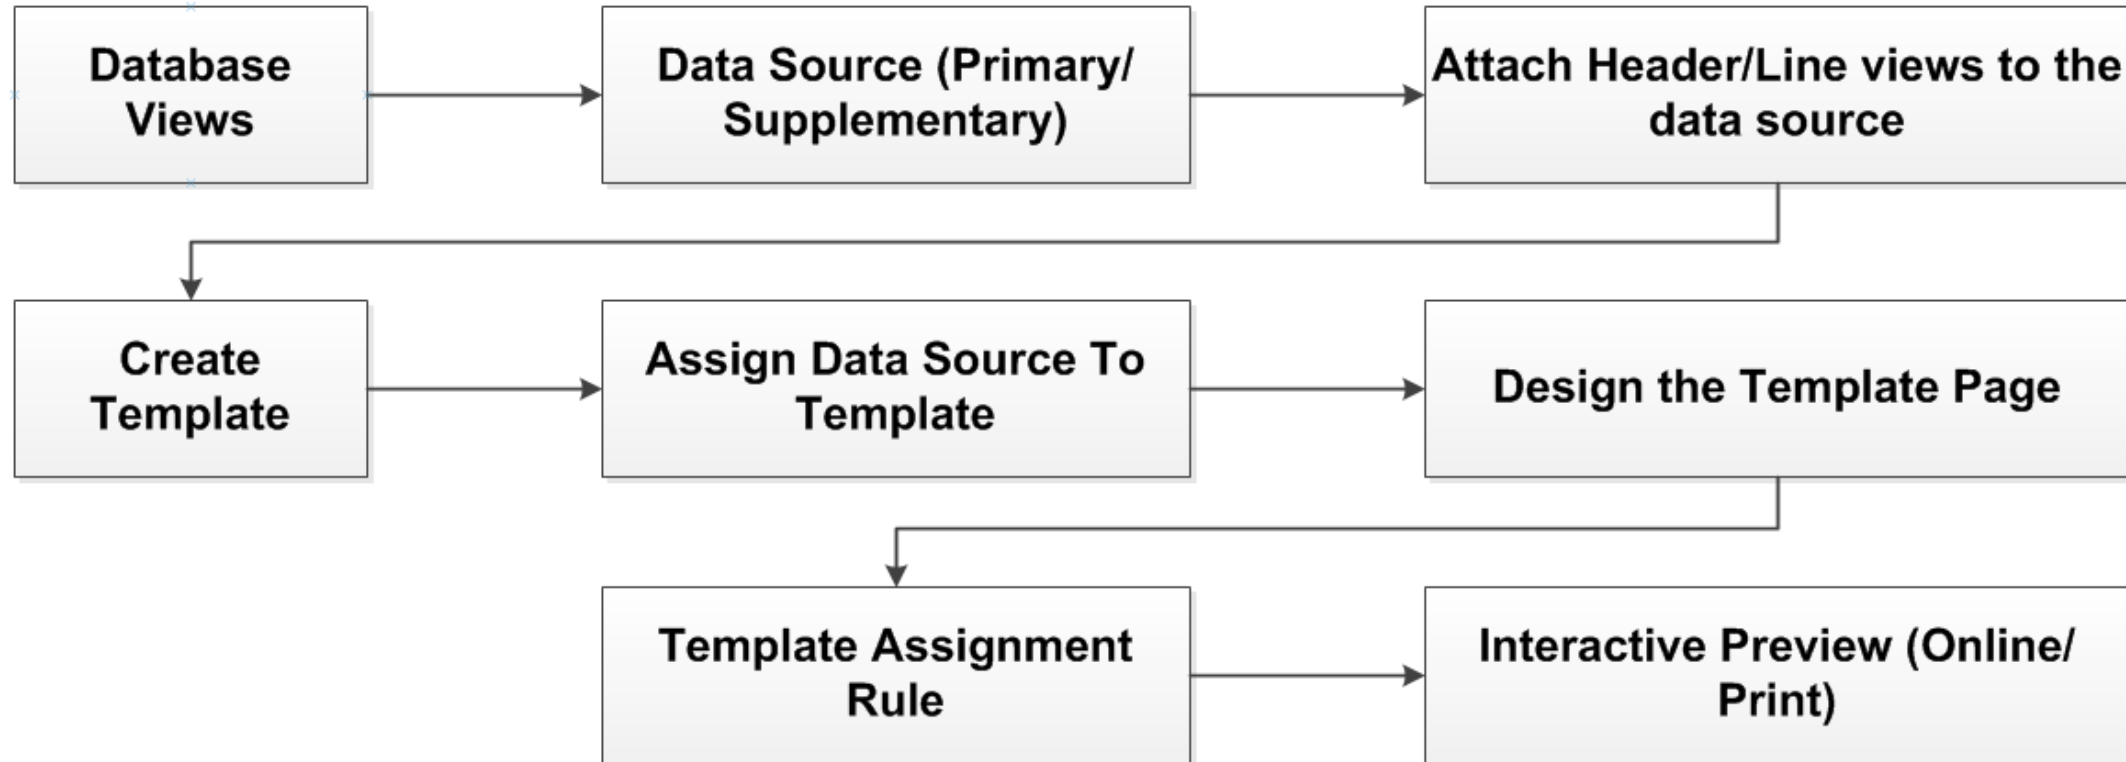 Database
Views
Data Source (Primary/
Supplementary)
Attach Header/Line views to the
data source
Create
Template
Assign Data Source To
Template
Design the Template Page
Template Assignment
Rule
Interactive Preview (Online/
Print)